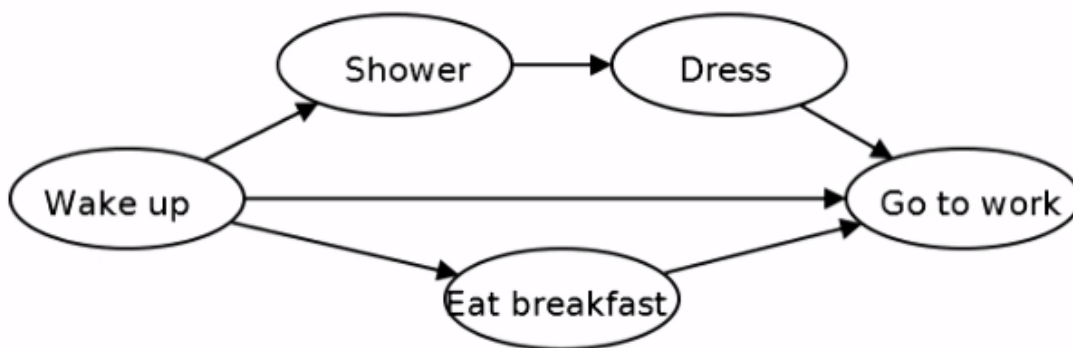 Shower
Dress
Wake up
Go to work
Eat breakfast